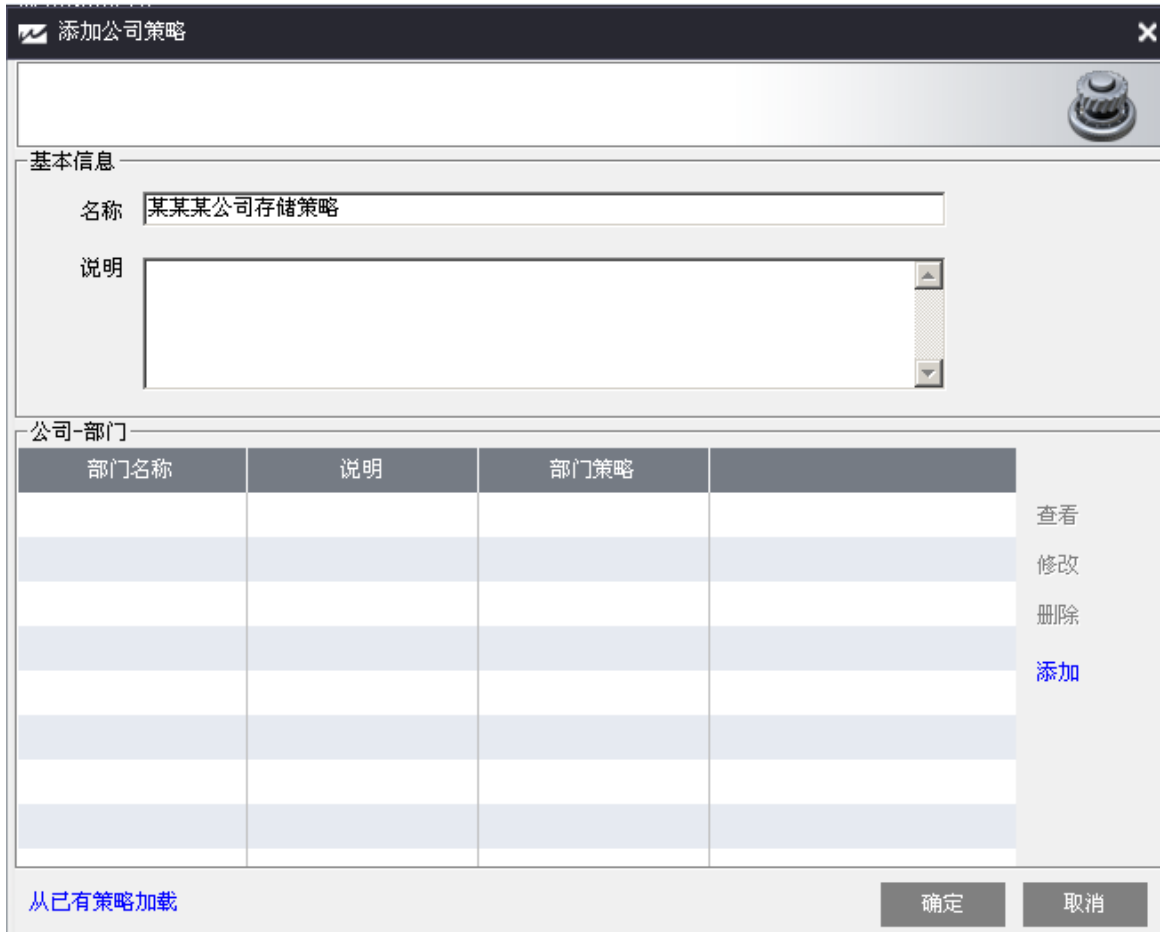 添加公司策略
基本信息
名称 某某某公司存储策略
说明
公司-部门
部门名称 说明 部门策略
查看
修改
删除
添加
从已有策略加载 确定 取消